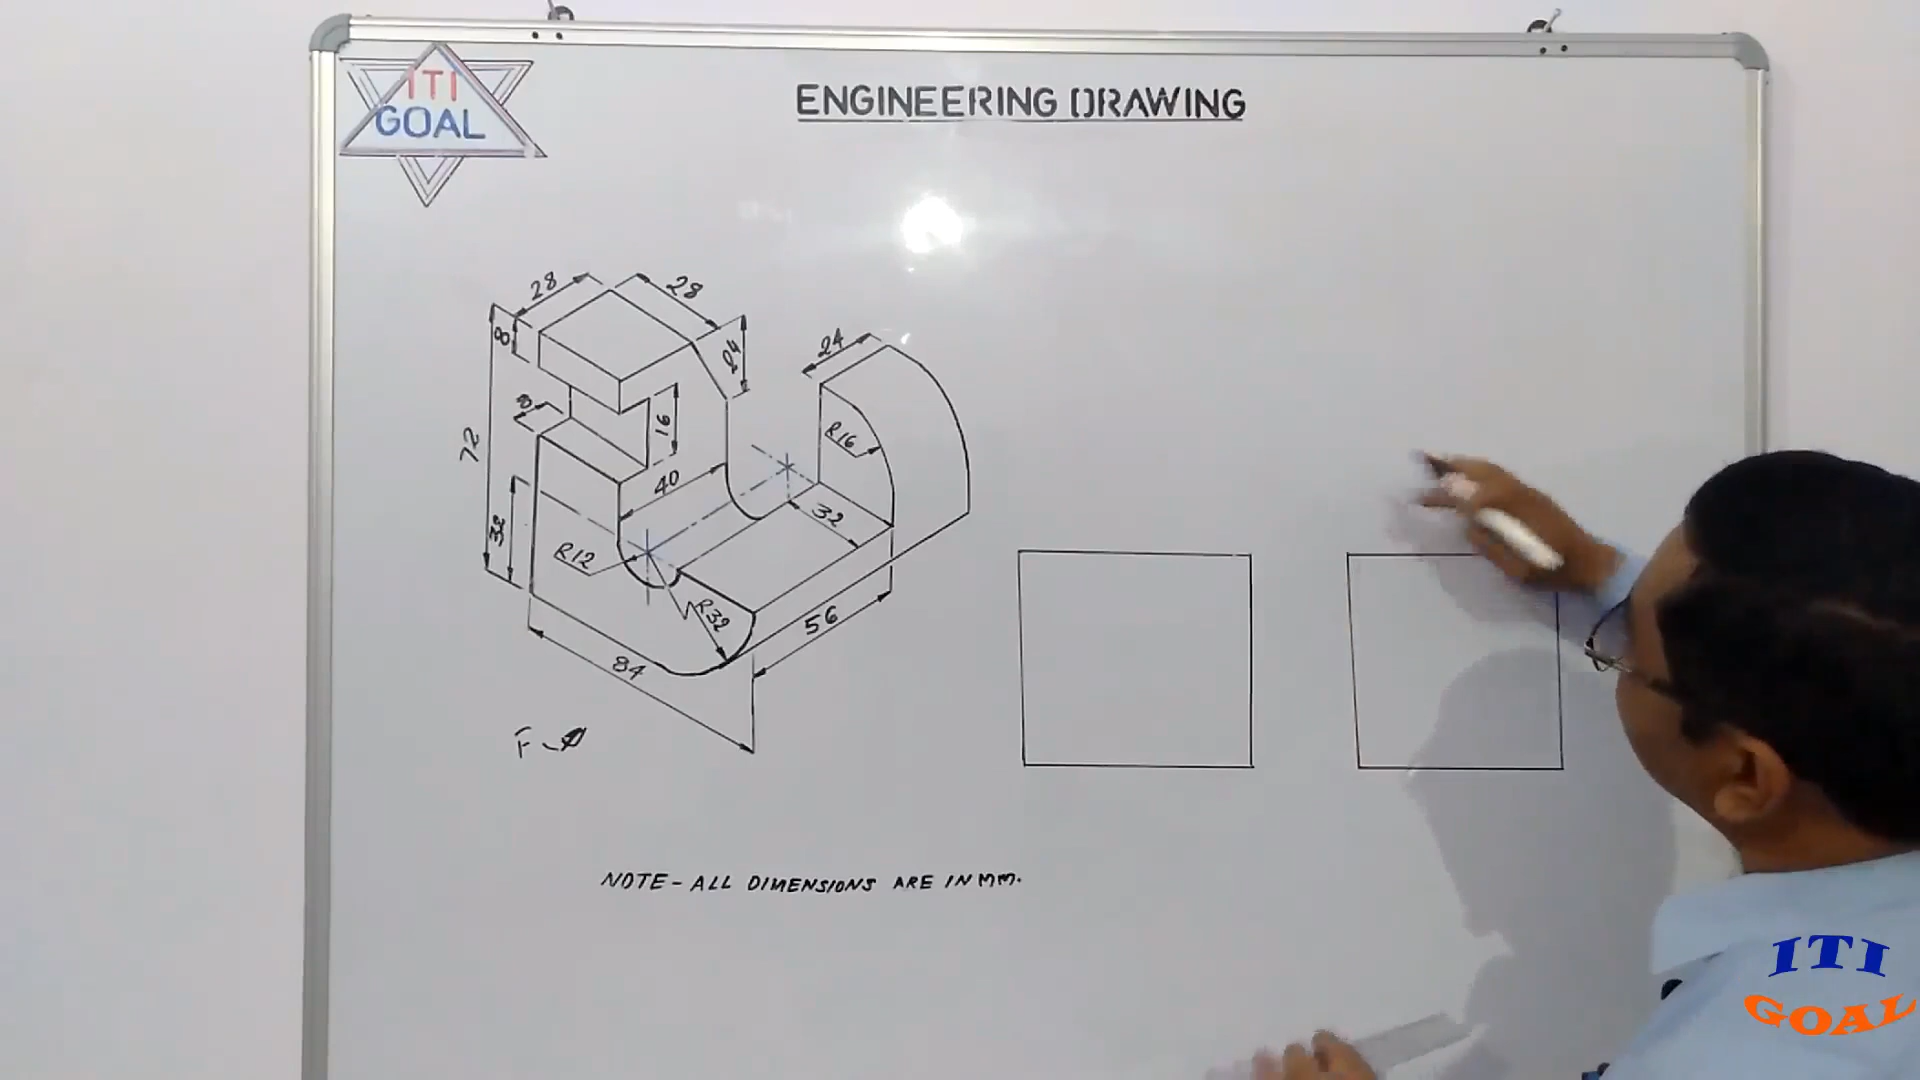 ITI
GOAL
ENGINEERING DRAWING
28
28
8
24
24
8
72
16
R16
40
32
32
R12
R32
56
84
NOTE - ALL DIMENSIONS ARE IN MM.
ITI
GOAL